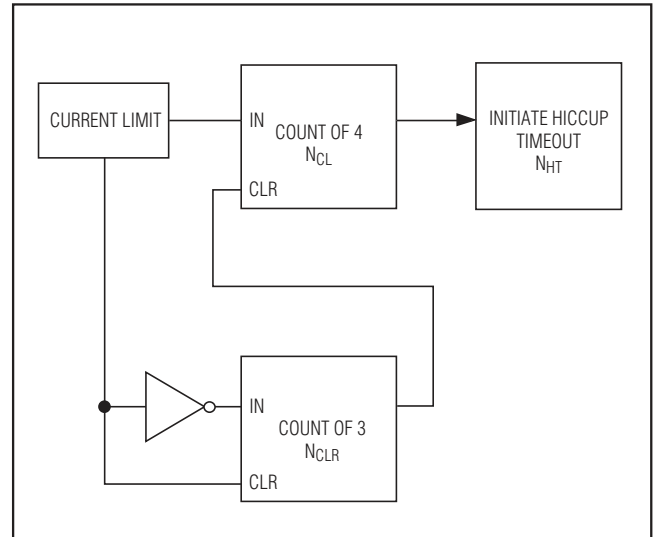 CURRENT LIMIT
IN
COUNT OF 4
NCL
CLR
INITIATE HICCUP
TIMEOUT
NHT
IN
COUNT OF 3
NCLR
CLR